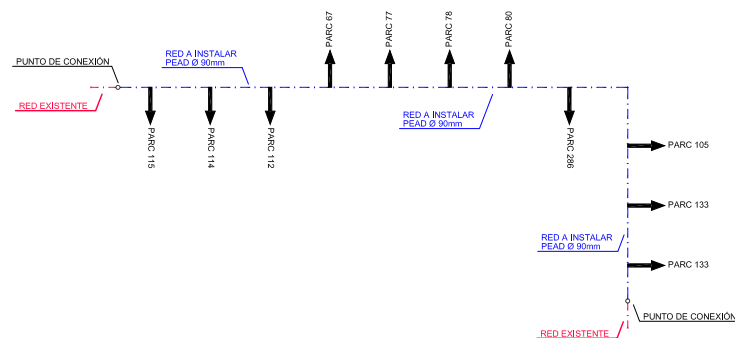 PARC 67
PARC 77
PARC 78
PARC 80
PUNTO DE CONEXIÓN
RED A INSTALAR
PEAD Ø 90mm
RED EXISTENTE
RED A INSTALAR
PEAD Ø 90mm
PARC 115
PARC 114
PARC 112
PARC 286
PARC 105
PARC 133
RED A INSTALAR
PEAD Ø 90mm
PARC 133
PUNTO DE CONEXIÓN
RED EXISTENTE